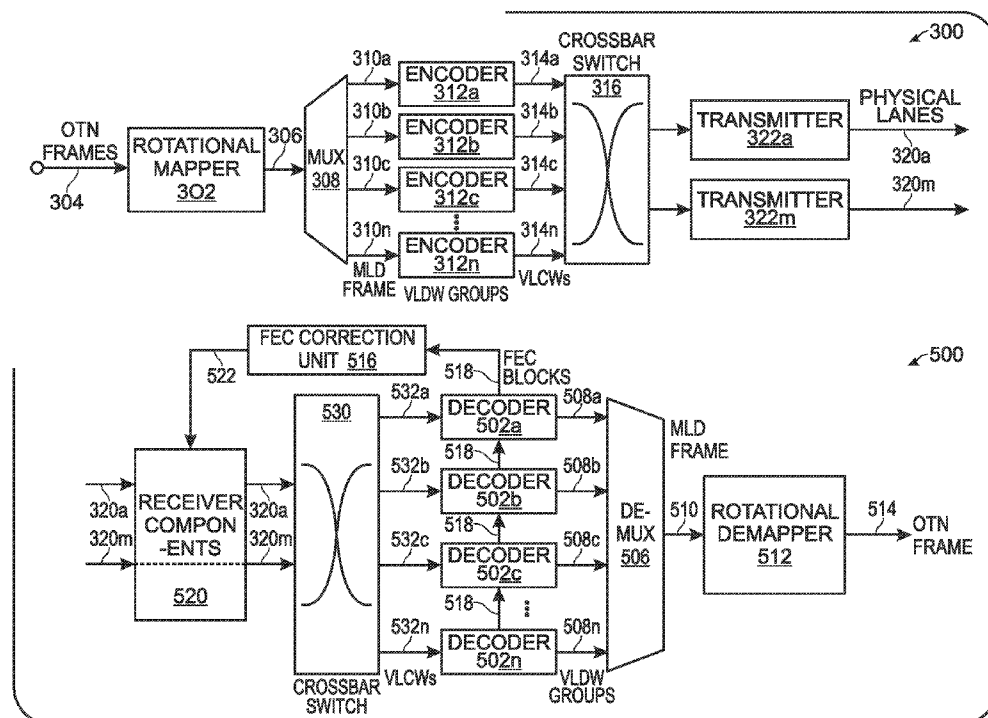 300
OTN
FRAMES
304
ROTATIONAL
MAPPER
302
306
MUX
308
310a
310b
310c
310n
MLD
FRAME
ENCODER
312a
ENCODER
312b
ENCODER
312c
ENCODER
312n
VLDW GROUPS
314a
314b
314c
314n
VLCWs
CROSSBAR
SWITCH
316
TRANSMITTER
322a
TRANSMITTER
322m
PHYSICAL
LANES
320a
320m
500
FEC CORRECTION
UNIT 516
522
518
FEC
BLOCKS
320a
320m
RECEIVER
COMPON
-ENTS
520
320a
320m
530
CROSSBAR
SWITCH
532a
532b
532c
532n
VLCWs
DECODER
502a
518
DECODER
502b
518
DECODER
502c
518
DECODER
502n
508a
508b
508c
508n
VLDW
GROUPS
DE-
MUX
506
MLD
FRAME
510
ROTATIONAL
DEMAPPER
512
514
OTN
FRAME